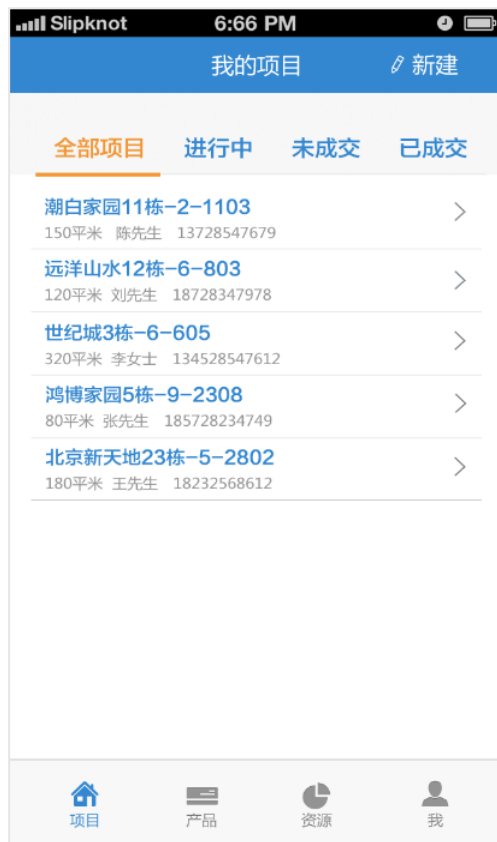 Slipknot 6:66 PM
我的项目 新建
全部项目 进行中 未成交 已成交
潮白家园11栋-2-1103
150平米 陈先生 13728547679
远洋山水12栋-6-803
120平米 刘先生 18728347978
世纪城3栋-6-605
320平米 李女士 134528547612
鸿博家园5栋-9-2308
80平米 张先生 185728234749
北京新天地23栋-5-2802
180平米 王先生 18232568612
项目 产品 资源 我